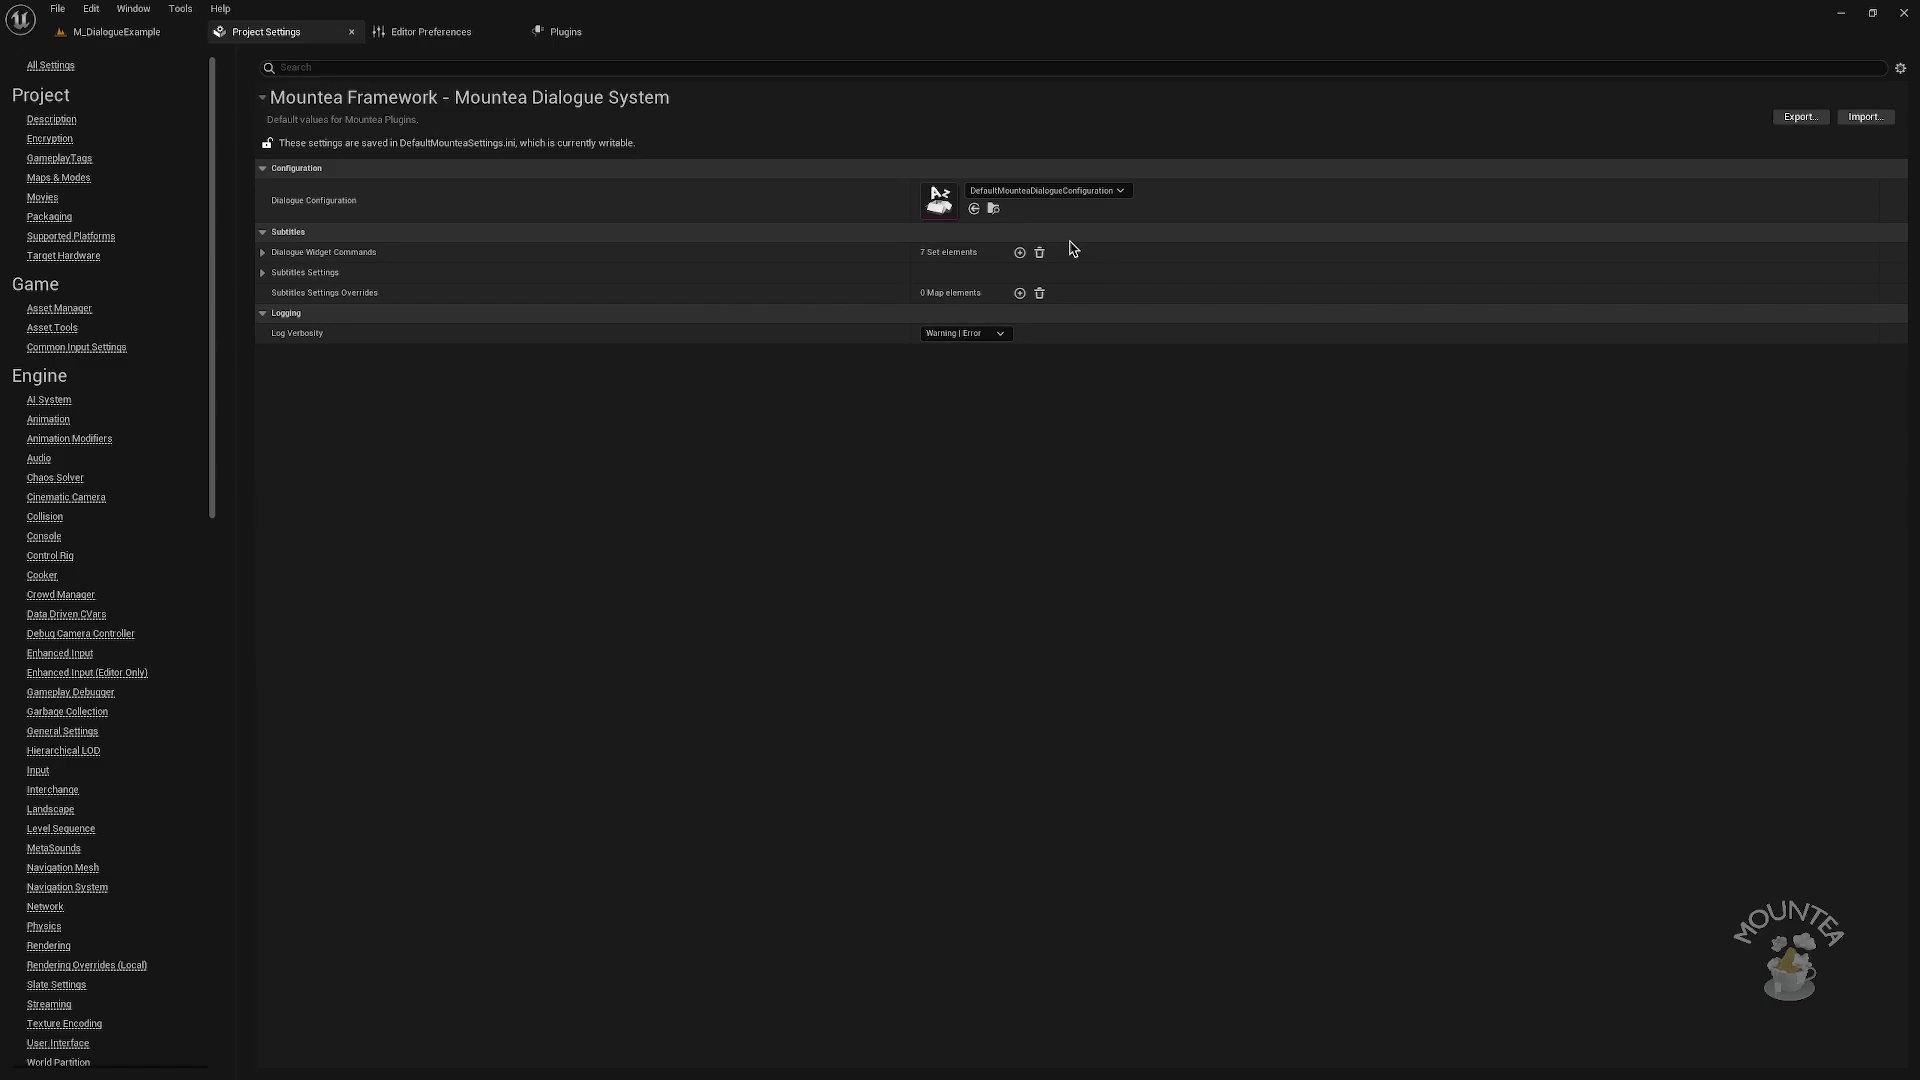 File Edit Window Tools Help
M_DialogueExample Project Settings Editor Preferences Plugins
All Settings
Project
Description
Encryption
GameplayTags
Maps & Modes
Movies
Packaging
Supported Platforms
Target Hardware
Game
Asset Manager
Asset Tools
Common Input Settings
Engine
AI System
Animation
Animation Modifiers
Audio
Chaos Solver
Cinematic Camera
Collision
Console
Control Rig
Cooker
Crowd Manager
Data Driven CVars
Debug Camera Controller
Enhanced Input
Enhanced Input (Editor Only)
Gameplay Debugger
Garbage Collection
General Settings
Hierarchical LOD
Input
Interchange
Landscape
Level Sequence
MetaSounds
Navigation Mesh
Navigation System
Network
Physics
Rendering
Rendering Overrides (Local)
Slate Settings
Streaming
Texture Encoding
User Interface
World Partition
Search
Mountea Framework - Mountea Dialogue System
Default values for Mountea Plugins.
Export... Import...
These settings are saved in DefaultMounteaSettings.ini, which is currently writable.
Configuration
Dialogue Configuration AZ DefaultMounteaDialogueConfiguration
Subtitles
Dialogue Widget Commands 7 Set elements
Subtitles Settings
Subtitles Settings Overrides 0 Map elements
Logging
Log Verbosity Warning | Error
MOUNTEA